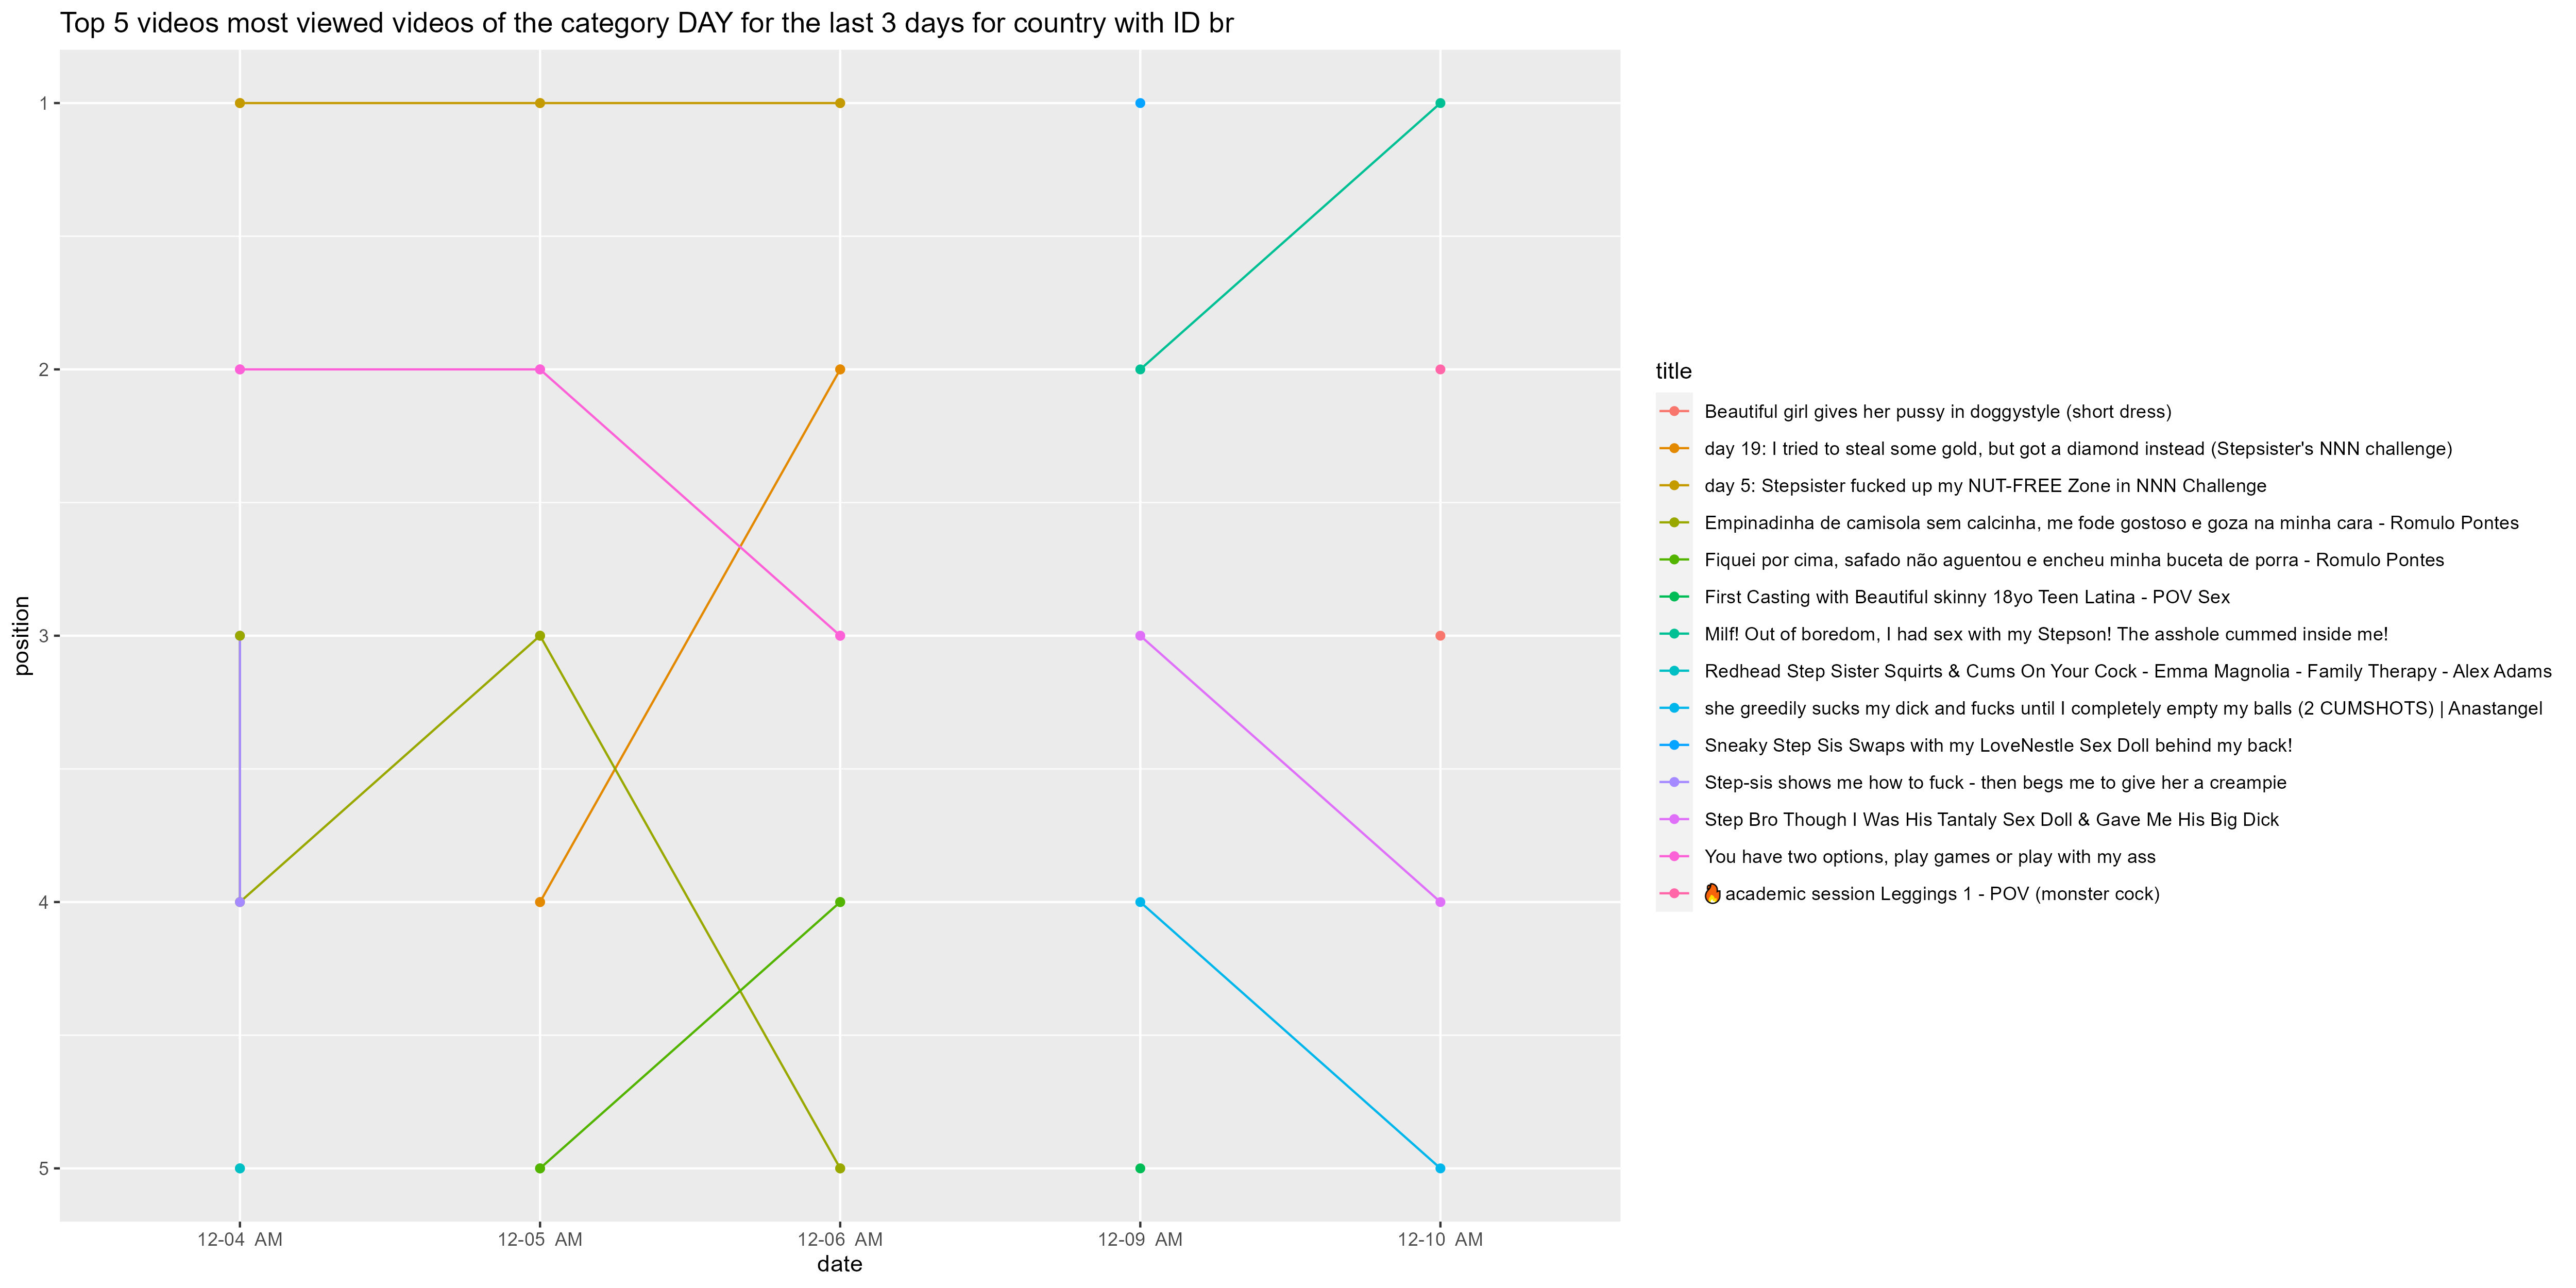 Top 5 videos most viewed videos of the category DAY for the last 3 days for country with ID br
1
2
3
4
5
position
12-04 AM
12-05 AM
12-06 AM
12-09 AM
12-10 AM
date
title
Beautiful girl gives her pussy in doggystyle (short dress)
day 19: I tried to steal some gold, but got a diamond instead (Stepsister's NNN challenge)
day 5: Stepsister fucked up my NUT-FREE Zone in NNN Challenge
Empinadinha de camisola sem calcinha, me fode gostoso e goza na minha cara - Romulo Pontes
Fiquei por cima, safado não aguentou e encheu minha buceta de porra - Romulo Pontes
First Casting with Beautiful skinny 18yo Teen Latina - POV Sex
Milf! Out of boredom, I had sex with my Stepson! The asshole cummed inside me!
Redhead Step Sister Squirts & Cums On Your Cock - Emma Magnolia - Family Therapy - Alex Adams
she greedily sucks my dick and fucks until I completely empty my balls (2 CUMSHOTS) | Anastangel
Sneaky Step Sis Swaps with my LoveNestle Sex Doll behind my back!
Step-sis shows me how to fuck - then begs me to give her a creampie
Step Bro Though I Was His Tantaly Sex Doll & Gave Me His Big Dick
You have two options, play games or play with my ass
🔥academic session Leggings 1 - POV (monster cock)